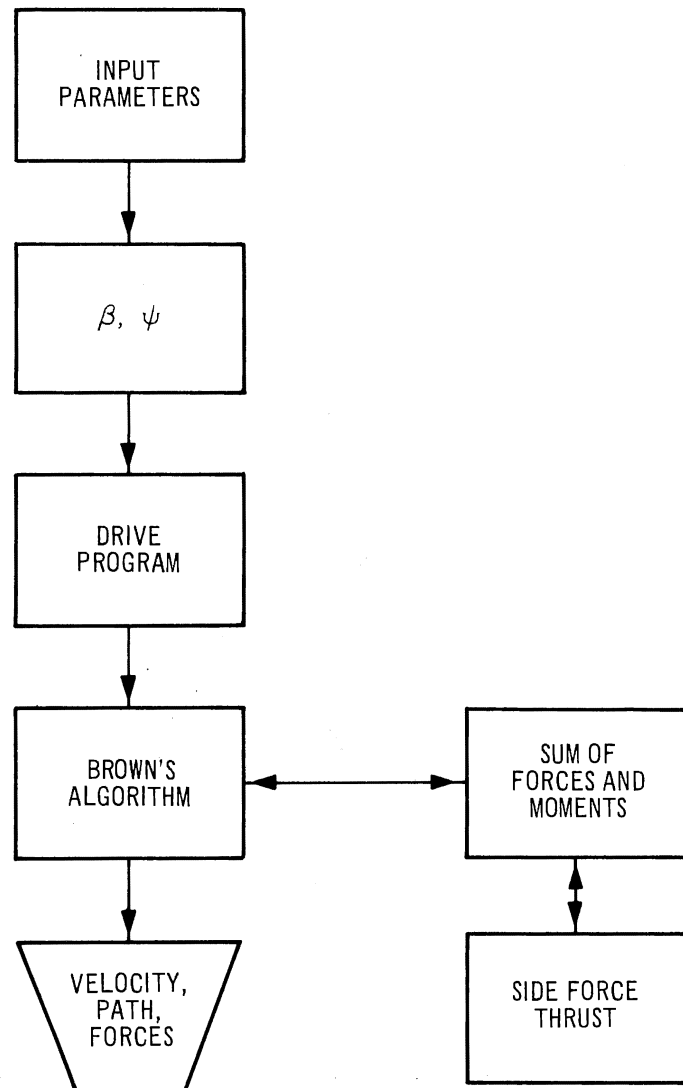 INPUT
PARAMETERS
β, ψ
DRIVE
PROGRAM
BROWN'S
ALGORITHM
SUM OF
FORCES AND
MOMENTS
VELOCITY,
PATH,
FORCES
SIDE FORCE
THRUST